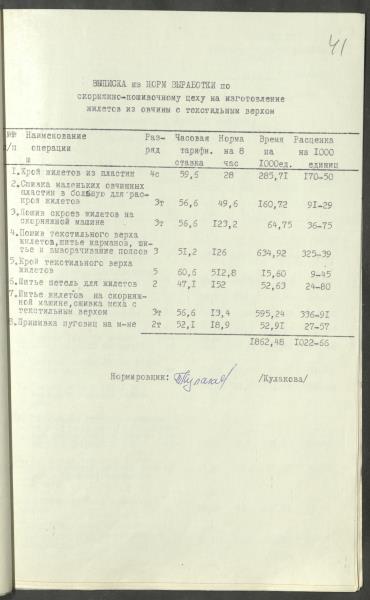 41
ВЫПИСКА из НОРМ ВЫРАБОТКИ по
скорняжно-пошивочному цеху на изготовление
жилетов из овчины с текстильным верхом
№№ Наименование Раз- Часовая Норма Время Расценка
п/п операции ряд тарифн. на 8 на на 1000
и ставка час 1000ед. единиц
1. Крой жилетов из пластин 4с 59,6 28 285,71 170-50
2. Сшивка маленьких овчинных
пластин в большую для рас-
кроя жилетов 3т 56,6 49,6 160,72 91-29
3. Пошив скроев жилетов на
скорняжной машине 3т 56,6 123,2 64,75 36-75
4. Пошив текстильного верха
жилетов, шитье карманов, ши-
тье и выворачивание поясов 3 51,2 126 634,92 325-39
5. Крой текстильного верха
жилетов 5 60,6 512,8 15,60 9-45
6. Шитье петель для жилетов 2 47,1 152 52,63 24-80
7. Шитье жилетов на скорняж-
ной машине, сшивка меха с
текстильным верхом 3т 56,6 13,4 595,24 336-91
8. Пришивка пуговиц на м-не 2т 52,1 18,9 52,91 27-57
1862,48 1022-66
Нормировщик: Кулакова /Кулакова/